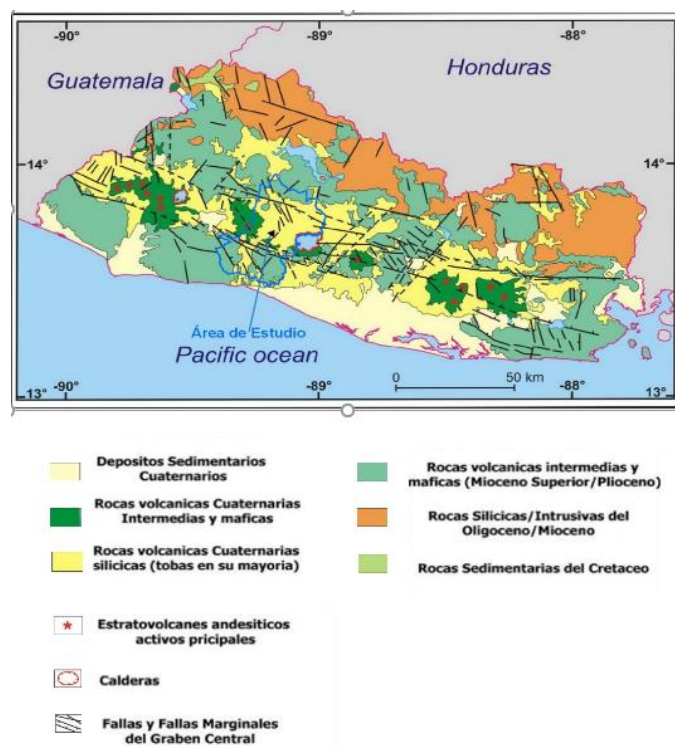 -90° -89° -88°
Guatemala
Honduras
14° 14°
Área de Estudio
Pacific ocean
0 50 km
13° 13°
-90° -89° -88°
Depositos Sedimentarios
Cuaternarios
Rocas volcanicas Cuaternarias
Intermedias y maficas
Rocas volcanicas Cuaternarias
silicicas (tobas en su mayoria)
Rocas volcanicas intermedias y
maficas (Mioceno Superior/Plioceno)
Rocas Silicicas/Intrusivas del
Oligoceno/Mioceno
Rocas Sedimentarias del Cretaceo
Estratovolcanes andesiticos
activos pricipales
Calderas
Fallas y Fallas Marginales
del Graben Central